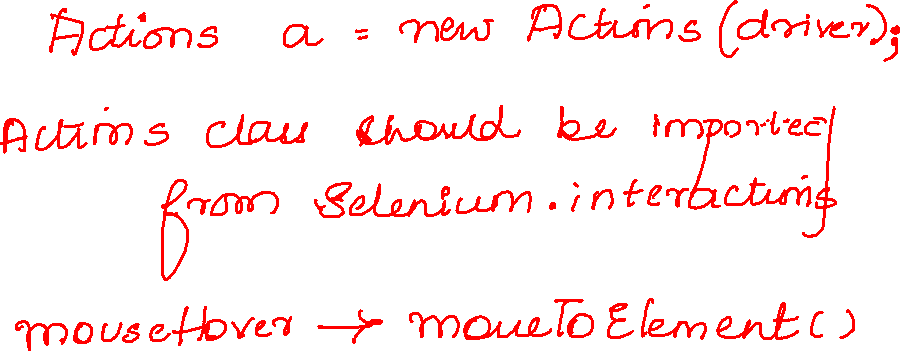 Actions a = new Actions(driver);
Actions class should be imported
from Selenium.interactions
mouseHover → moveToElement()